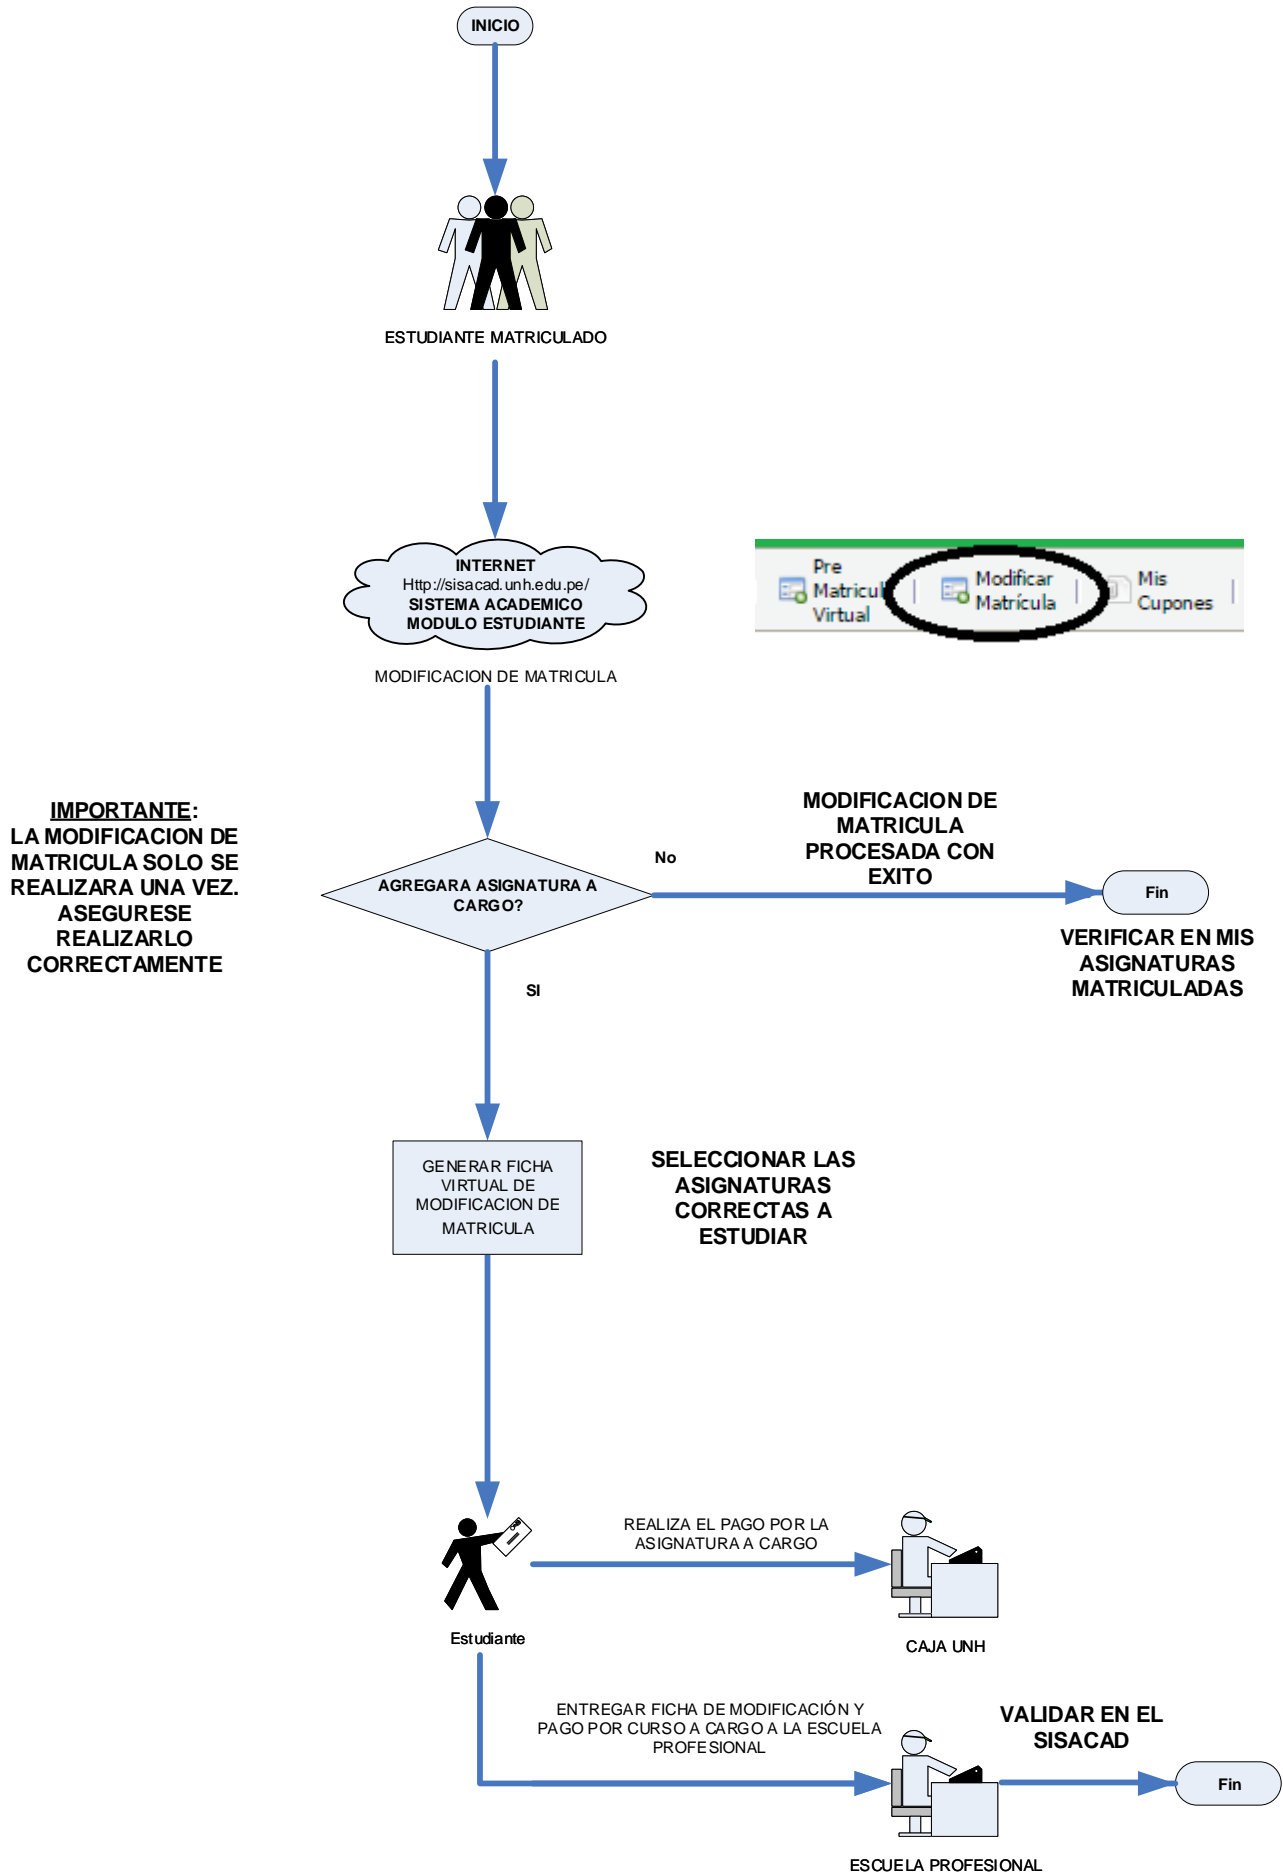 INICIO
ESTUDIANTE MATRICULADO
INTERNET
Http://sisacad.unh.edu.pe/
SISTEMA ACADEMICO
MODULO ESTUDIANTE
MODIFICACION DE MATRICULA
Pre
Matricul
Virtual
Modificar
Matrícula
Mis
Cupones
IMPORTANTE:
LA MODIFICACION DE
MATRICULA SOLO SE
REALIZARA UNA VEZ.
ASEGURESE
REALIZARLO
CORRECTAMENTE
AGREGARA ASIGNATURA A
CARGO?
No
MODIFICACION DE
MATRICULA
PROCESADA CON
EXITO
Fin
VERIFICAR EN MIS
ASIGNATURAS
MATRICULADAS
SI
GENERAR FICHA
VIRTUAL DE
MODIFICACION DE
MATRICULA
SELECCIONAR LAS
ASIGNATURAS
CORRECTAS A
ESTUDIAR
Estudiante
REALIZA EL PAGO POR LA
ASIGNATURA A CARGO
CAJA UNH
ENTREGAR FICHA DE MODIFICACIÓN Y
PAGO POR CURSO A CARGO A LA ESCUELA
PROFESIONAL
ESCUELA PROFESIONAL
VALIDAR EN EL
SISACAD
Fin